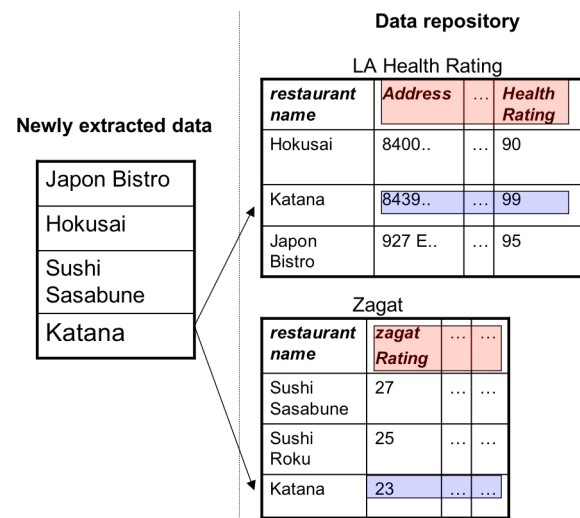 Data repository
Newly extracted data
Japon Bistro
Hokusai
Sushi
Sasabune
Katana
LA Health Rating
restaurant name Address … Health Rating
Hokusai 8400.. … 90
Katana 8439.. … 99
Japon Bistro 927 E.. … 95
Zagat
restaurant name zagat Rating … …
Sushi Sasabune 27 … …
Sushi Roku 25 … …
Katana 23 … …